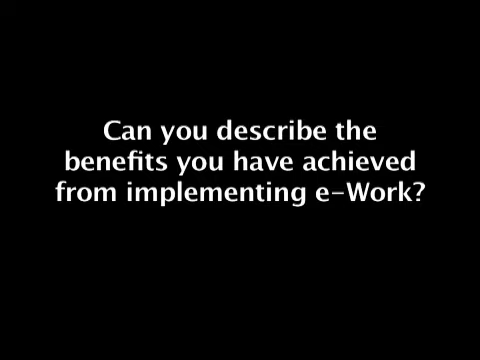 Can you describe the
benefits you have achieved
from implementing e-Work?